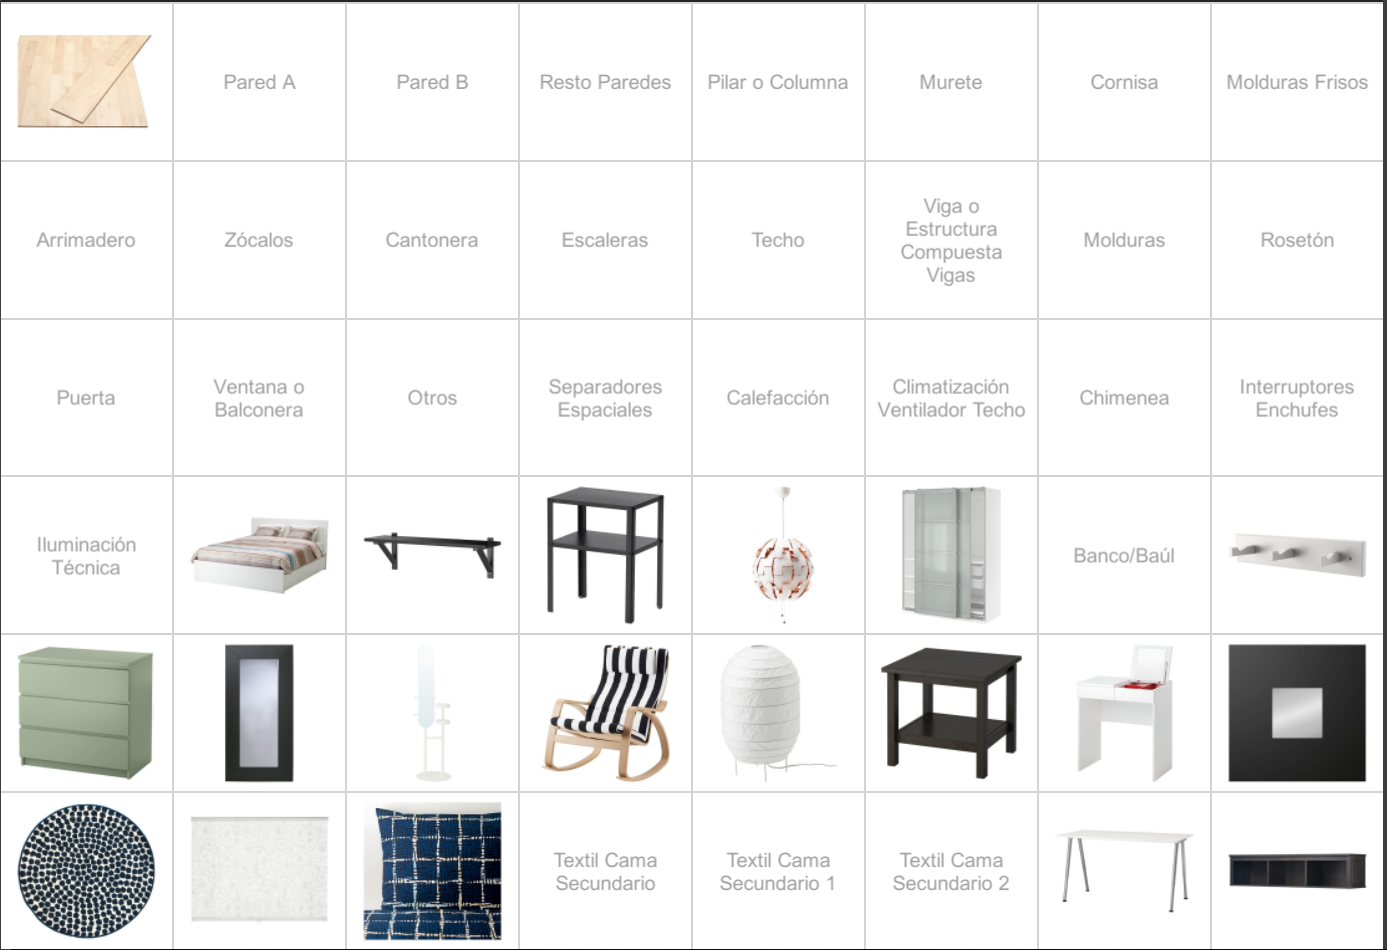 Pared A
Pared B
Resto Paredes
Pilar o Columna
Murete
Cornisa
Molduras Frisos
Arrimadero
Zócalos
Cantonera
Escaleras
Techo
Viga o
Estructura
Compuesta
Vigas
Molduras
Rosetón
Puerta
Ventana o
Balconera
Otros
Separadores
Espaciales
Calefacción
Climatización
Ventilador Techo
Chimenea
Interruptores
Enchufes
Iluminación
Técnica
Banco/Baúl
Textil Cama
Secundario
Textil Cama
Secundario 1
Textil Cama
Secundario 2